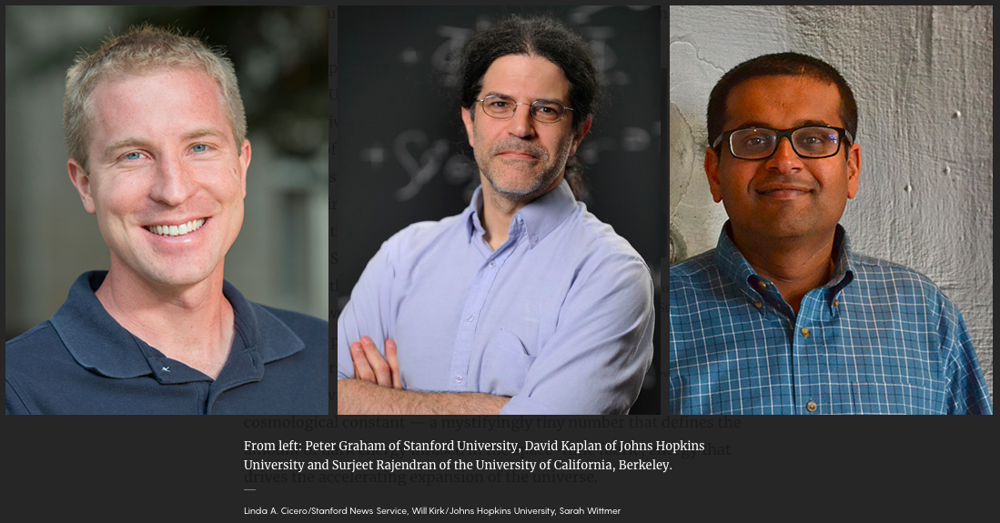 cosmological constant — a mystifyingly tiny number that defines the
From left: Peter Graham of Stanford University, David Kaplan of Johns Hopkins
that
University and Surjeet Rajendran of the University of California, Berkeley.
drives the accelerating expansion of the universe.
Linda A. Cicero/Stanford News Service, Will Kirk/Johns Hopkins University, Sarah Wittmer